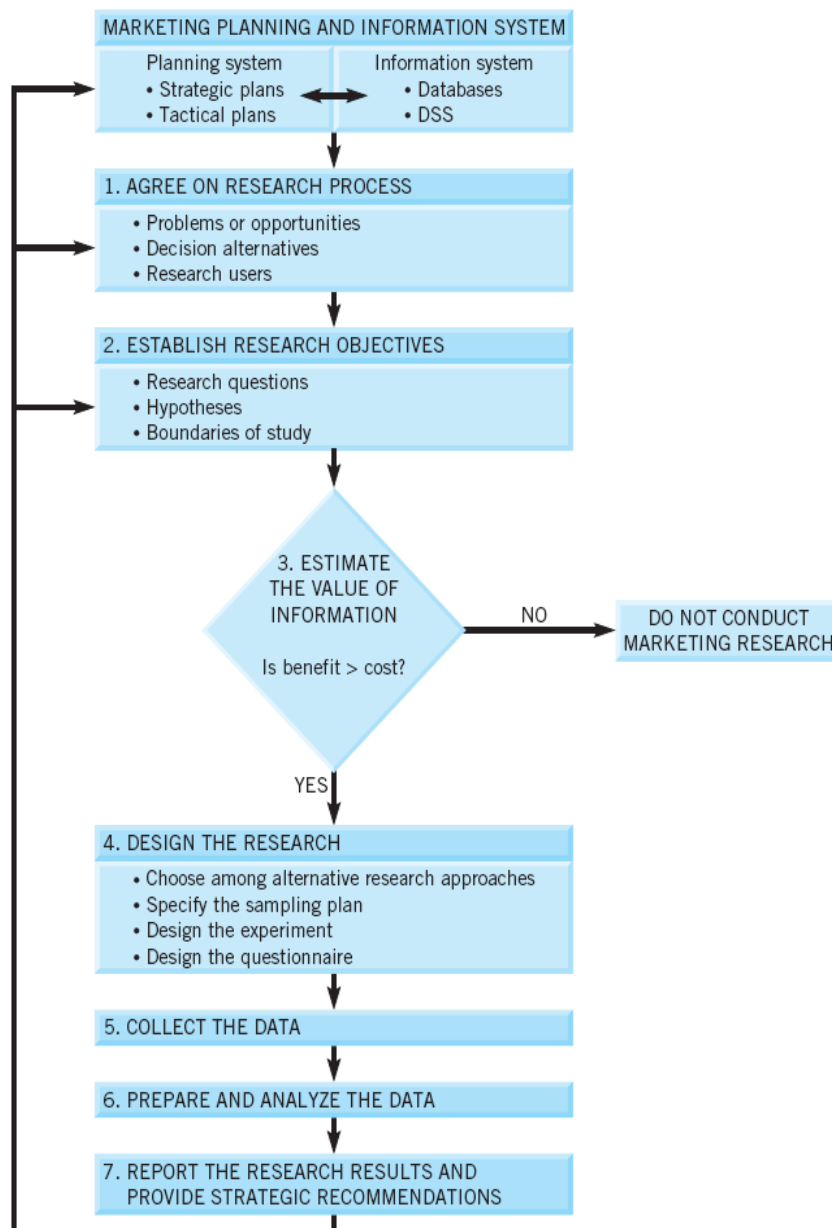 MARKETING PLANNING AND INFORMATION SYSTEM
Planning system
• Strategic plans
• Tactical plans
Information system
• Databases
• DSS
1. AGREE ON RESEARCH PROCESS
• Problems or opportunities
• Decision alternatives
• Research users
2. ESTABLISH RESEARCH OBJECTIVES
• Research questions
• Hypotheses
• Boundaries of study
3. ESTIMATE
THE VALUE OF
INFORMATION
Is benefit > cost?
NO
DO NOT CONDUCT
MARKETING RESEARCH
YES
4. DESIGN THE RESEARCH
• Choose among alternative research approaches
• Specify the sampling plan
• Design the experiment
• Design the questionnaire
5. COLLECT THE DATA
6. PREPARE AND ANALYZE THE DATA
7. REPORT THE RESEARCH RESULTS AND
PROVIDE STRATEGIC RECOMMENDATIONS